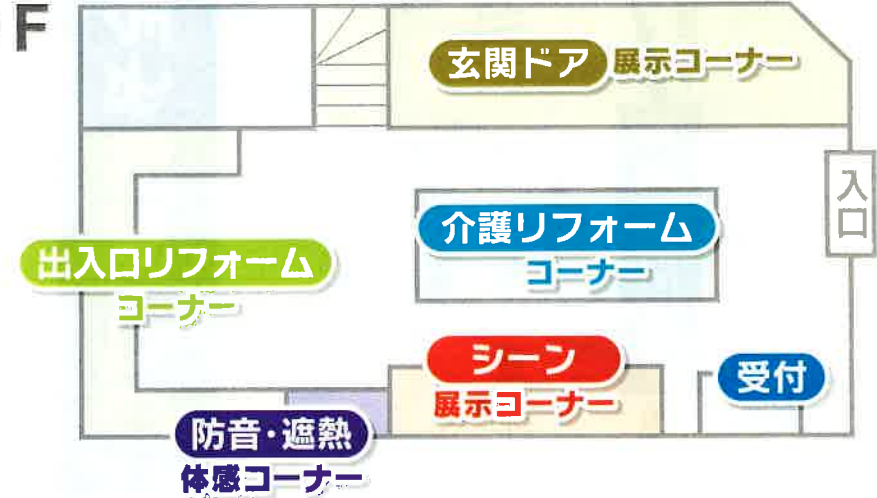 F
玄関ドア 展示コーナー
入口
介護リフォーム
コーナー
出入口リフォーム
コーナー
シーン
展示コーナー
受付
防音・遮熱
体感コーナー